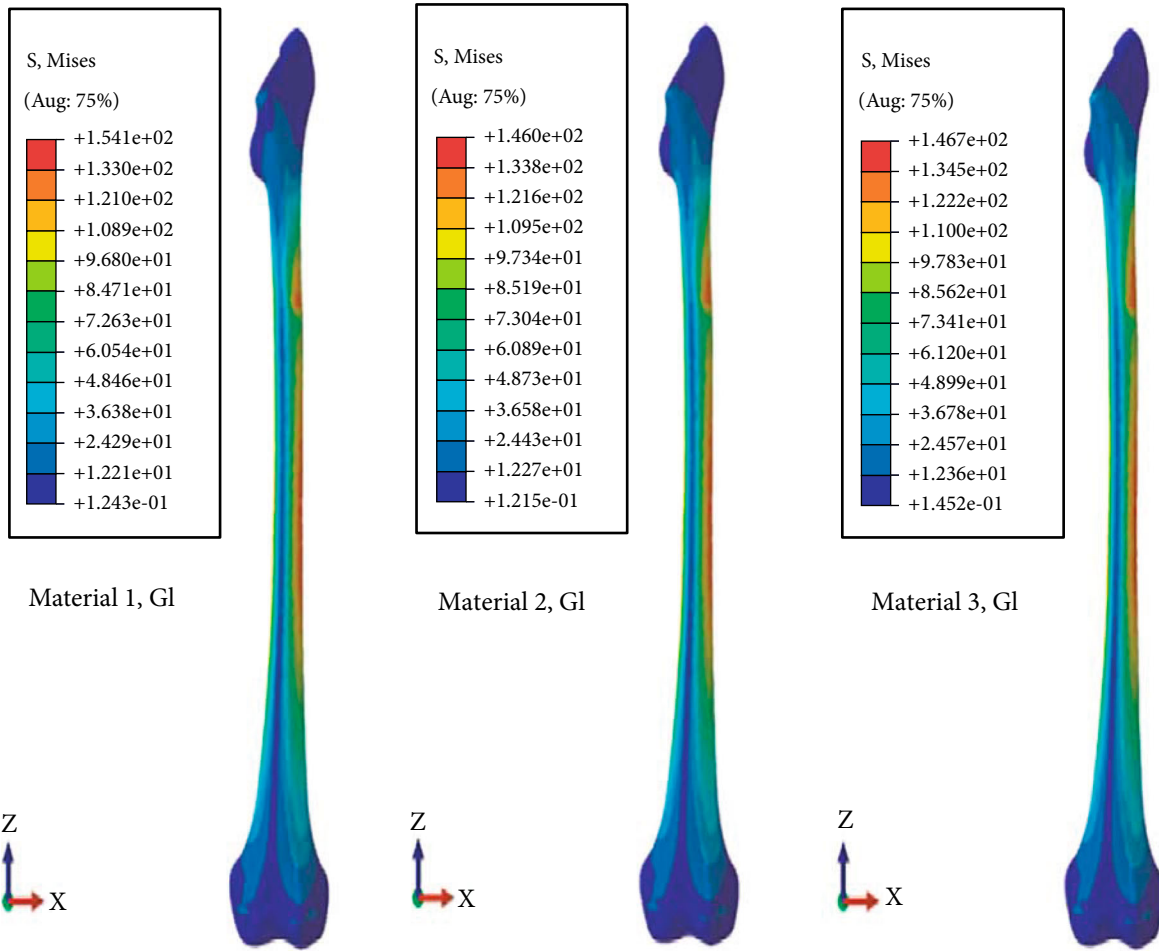 S, Mises
(Aug: 75%)
+1.541e+02
+1.330e+02
+1.210e+02
+1.089e+02
+9.680e+01
+8.471e+01
+7.263e+01
+6.054e+01
+4.846e+01
+3.638e+01
+2.429e+01
+1.221e+01
+1.243e-01
Material 1, Gl
Z
X
S, Mises
(Aug: 75%)
+1.460e+02
+1.338e+02
+1.216e+02
+1.095e+02
+9.734e+01
+8.519e+01
+7.304e+01
+6.089e+01
+4.873e+01
+3.658e+01
+2.443e+01
+1.227e+01
+1.215e-01
Material 2, Gl
Z
X
S, Mises
(Aug: 75%)
+1.467e+02
+1.345e+02
+1.222e+02
+1.100e+02
+9.783e+01
+8.562e+01
+7.341e+01
+6.120e+01
+4.899e+01
+3.678e+01
+2.457e+01
+1.236e+01
+1.452e-01
Material 3, Gl
Z
X